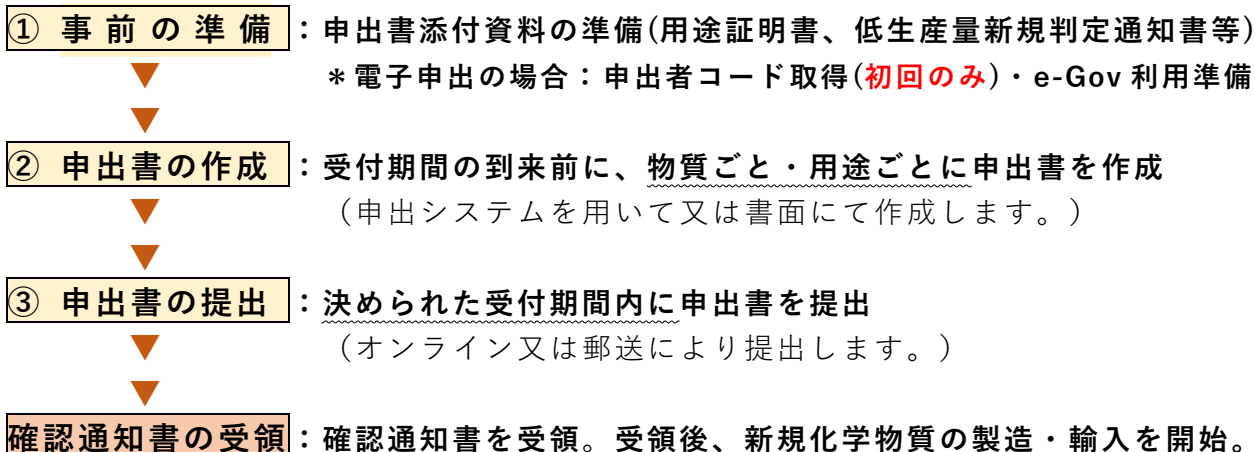 ① 事前の準備：申出書添付資料の準備(用途証明書、低生産量新規判定通知書等)
＊電子申出の場合：申出者コード取得(初回のみ)・e-Gov 利用準備
② 申出書の作成：受付期間の到来前に、物質ごと・用途ごとに申出書を作成
（申出システムを用いて又は書面にて作成します。）
③ 申出書の提出：決められた受付期間内に申出書を提出
（オンライン又は郵送により提出します。）
確認通知書の受領：確認通知書を受領。受領後、新規化学物質の製造・輸入を開始。